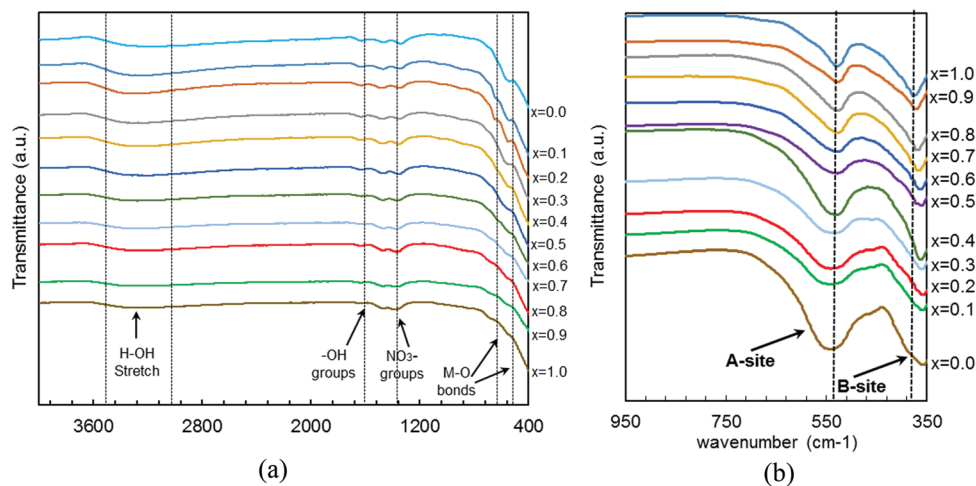 (a)
Transmittance (a.u.)
x=0.0
x=0.1
x=0.2
x=0.3
x=0.4
x=0.5
x=0.6
x=0.7
x=0.8
x=0.9
x=1.0
H-OH
Stretch
-OH
groups
NO3-
groups
M-O
bonds
3600
2800
2000
1200
400
(a)
(b)
Transmittance (a.u.)
x=1.0
x=0.9
x=0.8
x=0.7
x=0.6
x=0.5
x=0.4
x=0.3
x=0.2
x=0.1
x=0.0
A-site
B-site
950
750
550
350
wavenumber (cm-1)
(b)